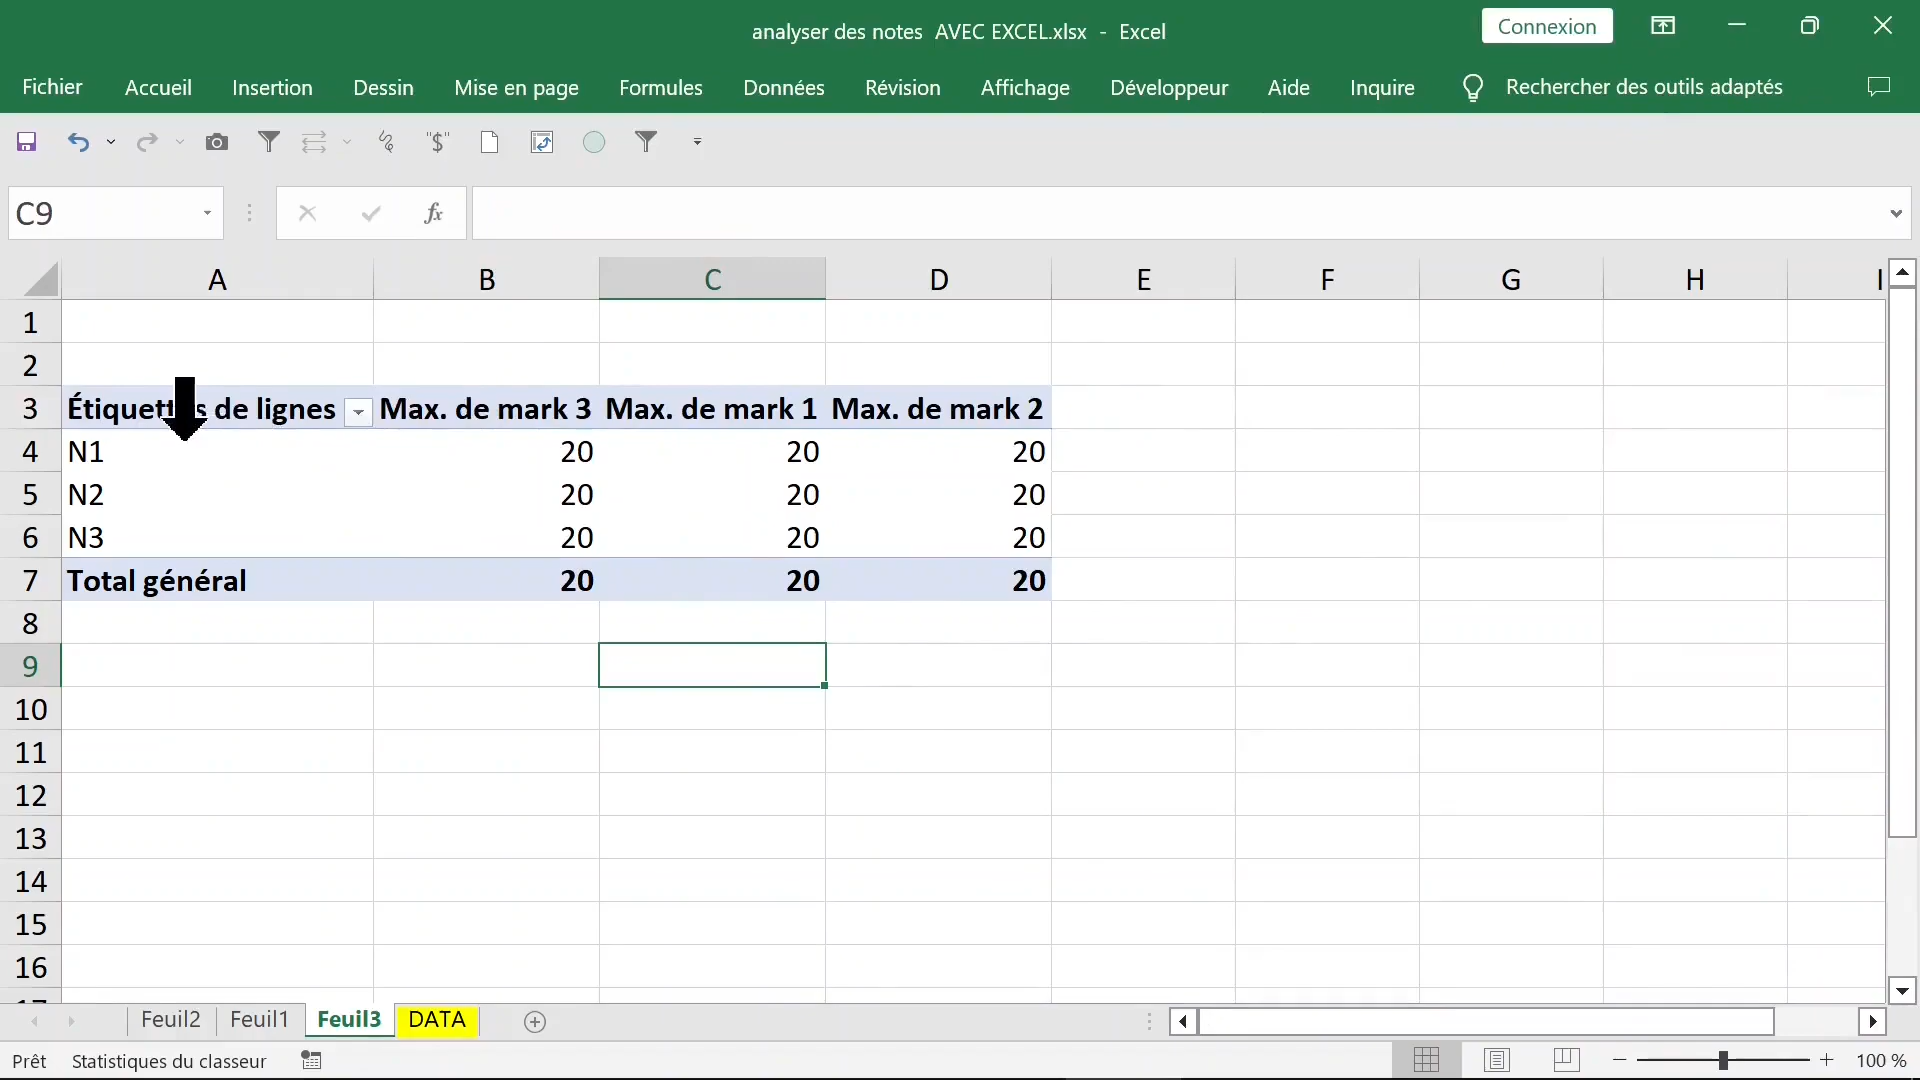 analyser des notes  AVEC EXCEL.xlsx  -  Excel
Connexion
Fichier Accueil Insertion Dessin Mise en page Formules Données Révision Affichage Développeur Aide Inquire Rechercher des outils adaptés
"$"
C9
fx
A B C D E F G H I
1
2
3 Étiquettes de lignes Max. de mark 3 Max. de mark 1 Max. de mark 2
4 N1 20 20 20
5 N2 20 20 20
6 N3 20 20 20
7 Total général 20 20 20
8
9
10
11
12
13
14
15
16
17
Feuil2 Feuil1 Feuil3 DATA
Prêt Statistiques du classeur 100 %